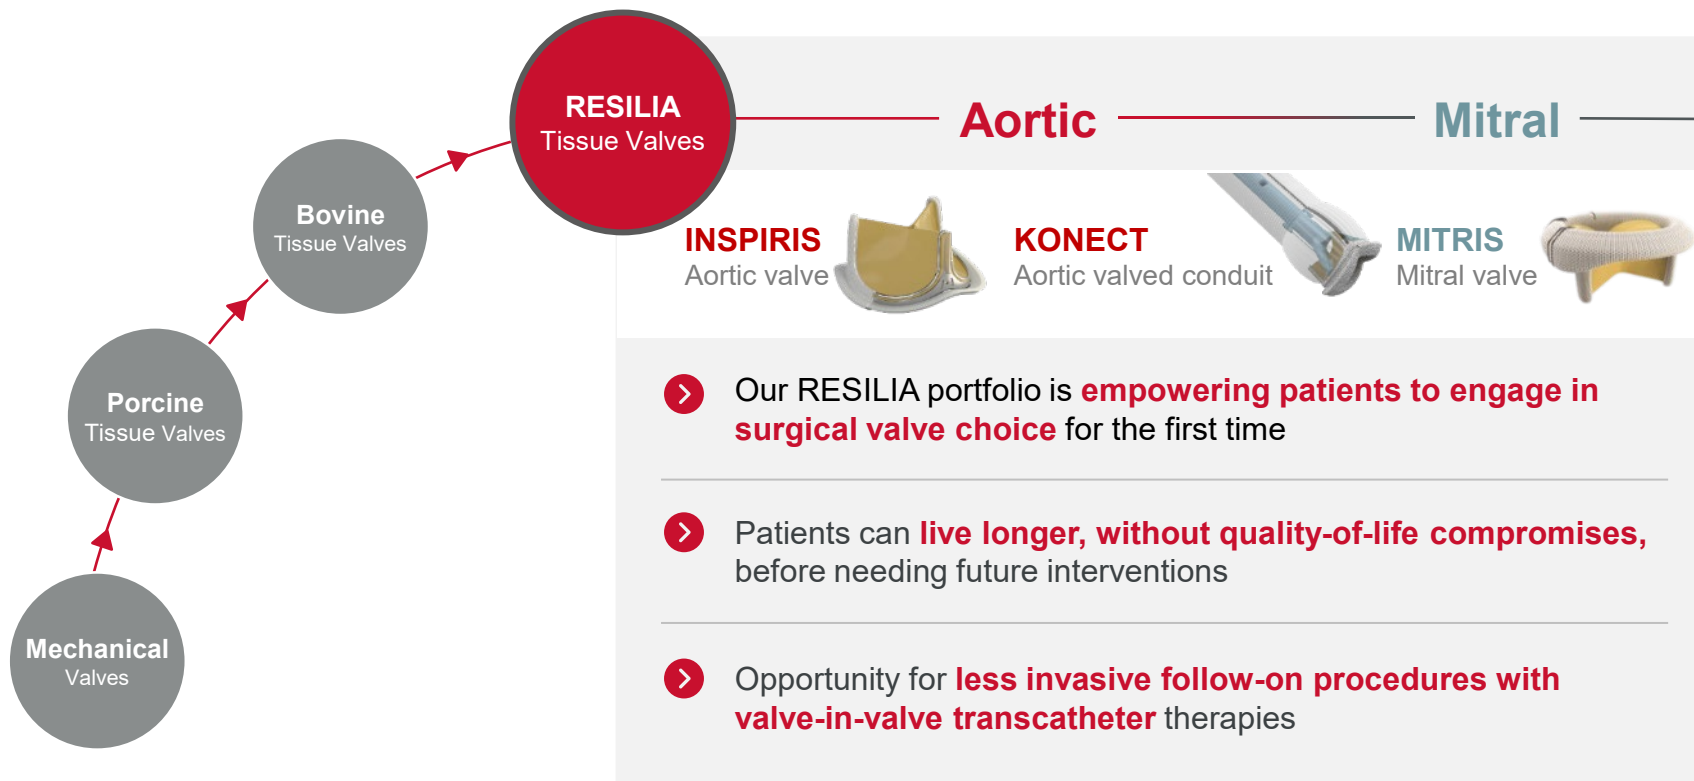 RESILIA
Tissue Valves
Bovine
Tissue Valves
Porcine
Tissue Valves
Mechanical
Valves
Aortic
Mitral
INSPIRIS
Aortic valve
KONECT
Aortic valved conduit
MITRIS
Mitral valve
Our RESILIA portfolio is empowering patients to engage in
surgical valve choice for the first time
Patients can live longer, without quality-of-life compromises,
before needing future interventions
Opportunity for less invasive follow-on procedures with
valve-in-valve transcatheter therapies